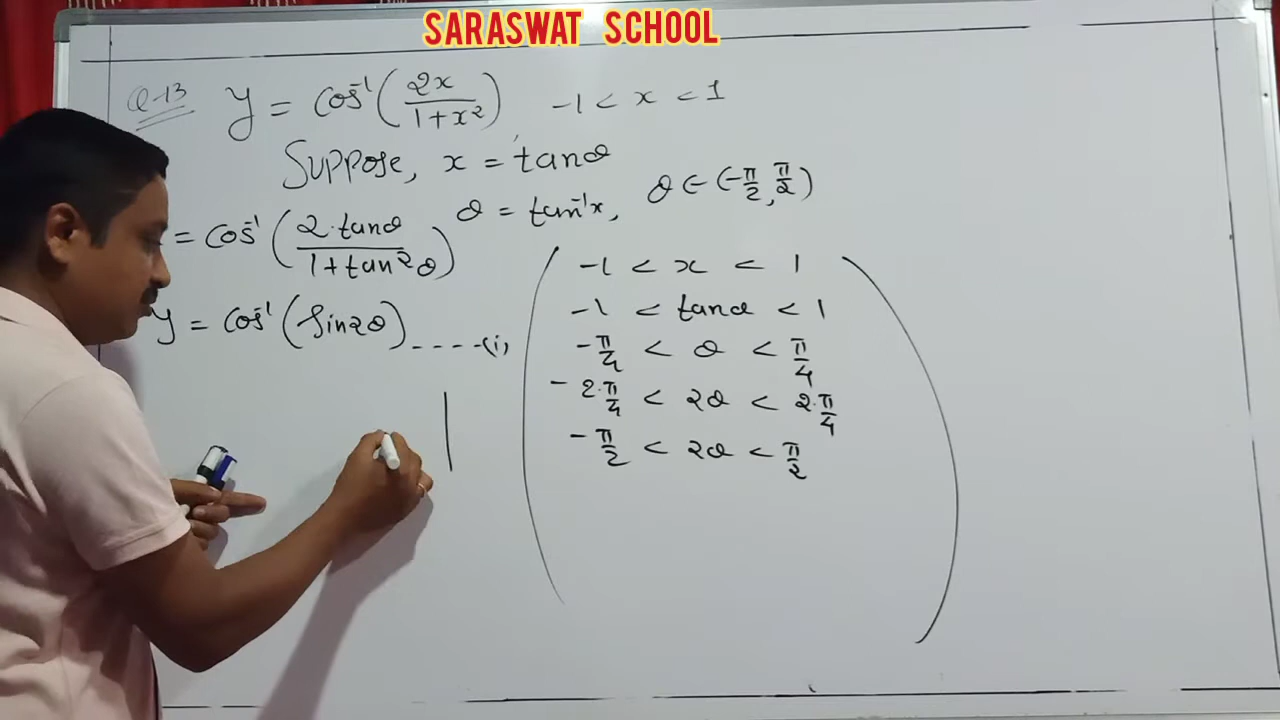 SARASWAT SCHOOL
Q-13 y = cos⁻¹(2x/1+x²) -1 < x < 1
Suppose, x = tanθ
θ = tan⁻¹x, θ ∈ (-π/2, π/2)
= cos⁻¹(2·tanθ/1+tan²θ)
y = cos⁻¹(sin2θ) ----(i)
-1 < x < 1
-1 < tanθ < 1
-π/4 < θ < π/4
-2·π/4 < 2θ < 2·π/4
-π/2 < 2θ < π/2